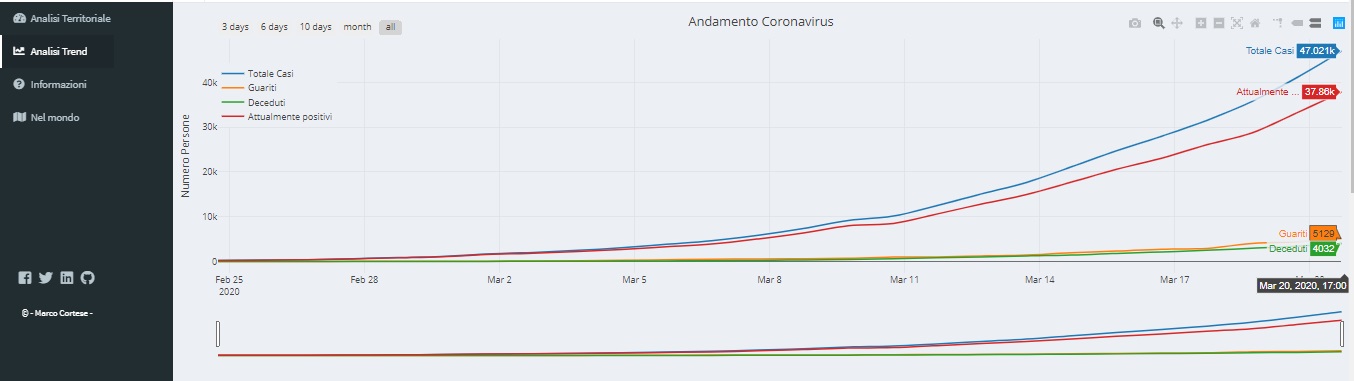 Analisi Territoriale
Analisi Trend
Informazioni
Nel mondo
© - Marco Cortese -
3 days 6 days 10 days month all
Andamento Coronavirus
Totale Casi
Guariti
Deceduti
Attualmente positivi
Numero Persone
40k
30k
20k
10k
0
Totale Casi 47.021k
Attualmente ... 37.86k
Guariti 5129
Deceduti 4032
Feb 25 Feb 28 Mar 2 Mar 5 Mar 8 Mar 11 Mar 14 Mar 17
2020
Mar 20, 2020, 17:00